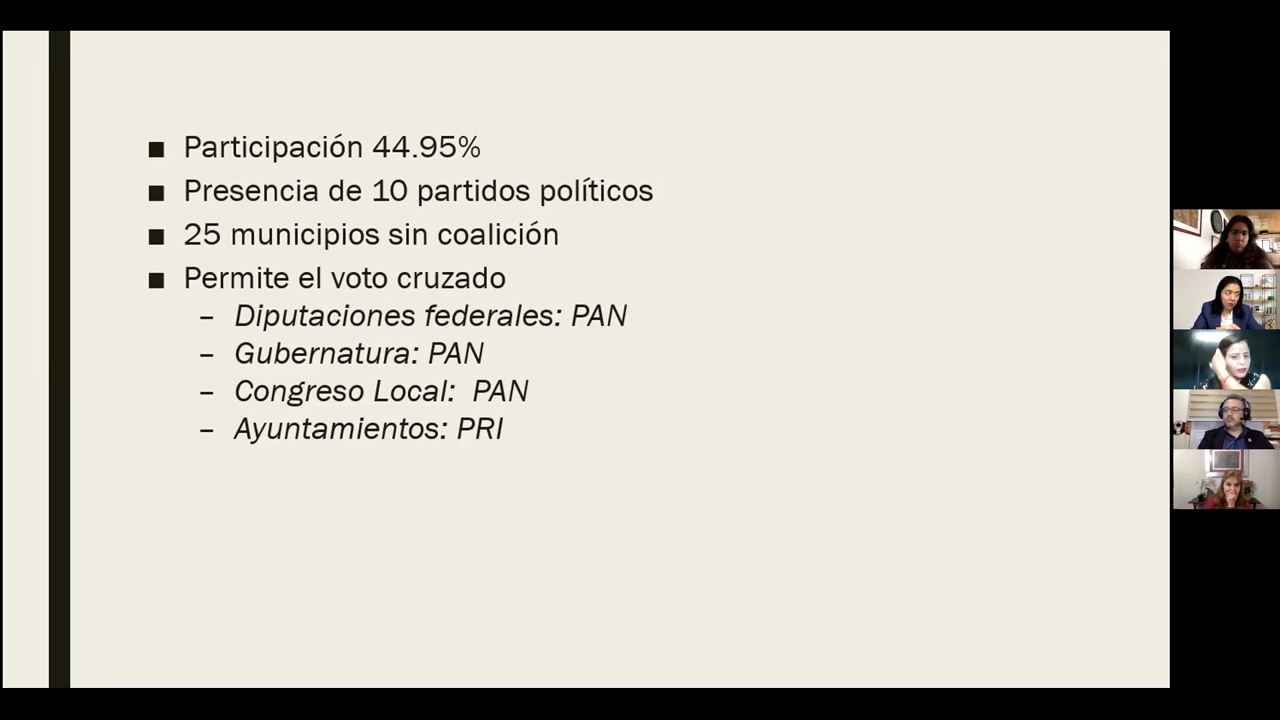 ■ Participación 44.95%
■ Presencia de 10 partidos políticos
■ 25 municipios sin coalición
■ Permite el voto cruzado
– Diputaciones federales: PAN
– Gubernatura: PAN
– Congreso Local:  PAN
– Ayuntamientos: PRI